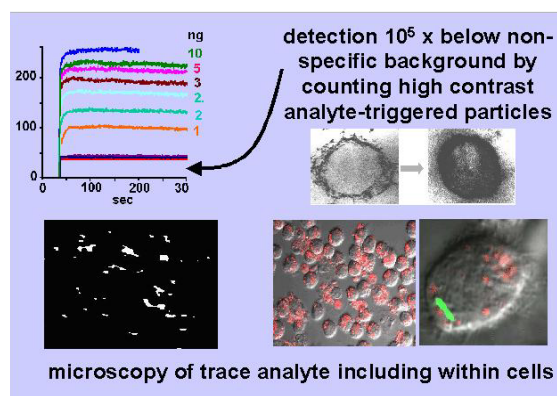 ng
10
5
3
2.
2
1
200
100
0
0 100 200 30
sec
detection 10⁵ x below non-
specific background by
counting high contrast
analyte-triggered particles
microscopy of trace analyte including within cells